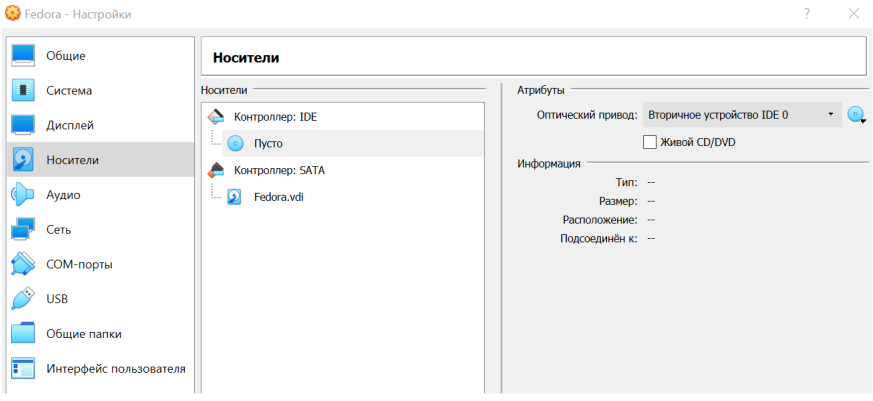 Fedora - Настройки
?
Общие
Система
Дисплей
Носители
Аудио
Сеть
COM-порты
USB
Общие папки
Интерфейс пользователя
Носители
Носители
Контроллер: IDE
Пусто
Контроллер: SATA
Fedora.vdi
Атрибуты
Оптический привод: Вторичное устройство IDE 0
Живой CD/DVD
Информация
Тип: --
Размер: --
Расположение: --
Подсоединён к: --